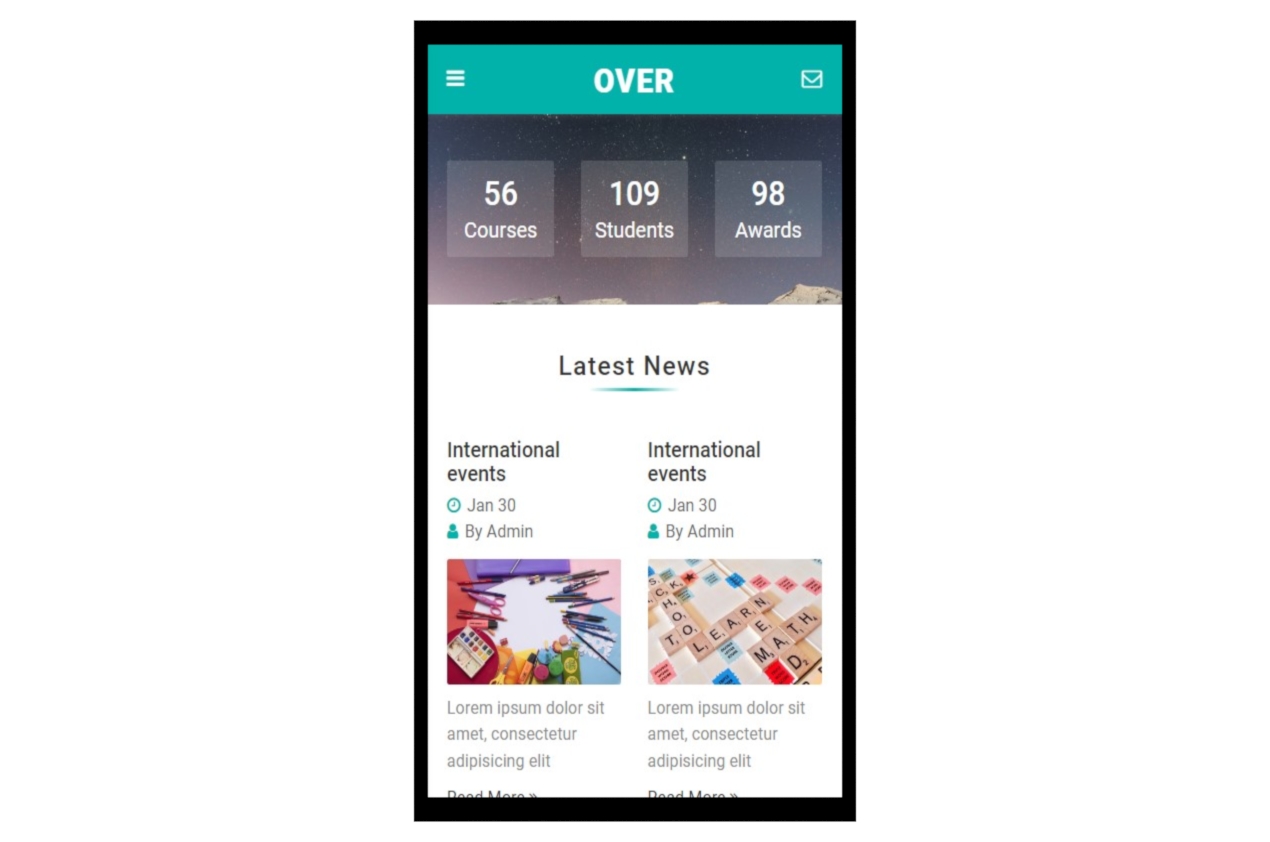 OVER
56
109
98
Courses
Students
Awards
Latest News
International
events
Jan 30
By Admin
International
events
Jan 30
By Admin
LEARN
MATH
Lorem ipsum dolor sit
amet, consectetur
adipisicing elit
Read More »
Lorem ipsum dolor sit
amet, consectetur
adipisicing elit
Read More »